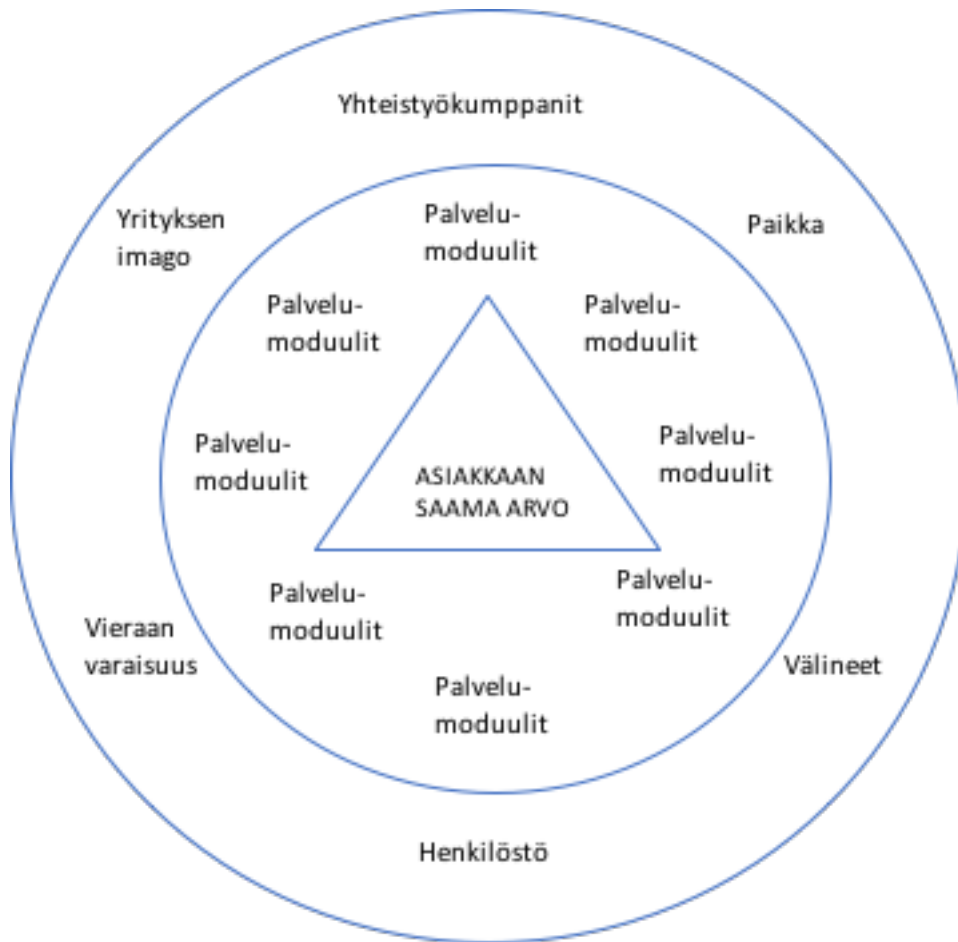 Yhteistyökumppanit
Yrityksen
imago
Paikka
Palvelu-
moduulit
Palvelu-
moduulit
Palvelu-
moduulit
Palvelu-
moduulit
Palvelu-
moduulit
ASIAKKAAN
SAAMA ARVO
Palvelu-
moduulit
Palvelu-
moduulit
Vieraan
varaisuus
Välineet
Palvelu-
moduulit
Henkilöstö